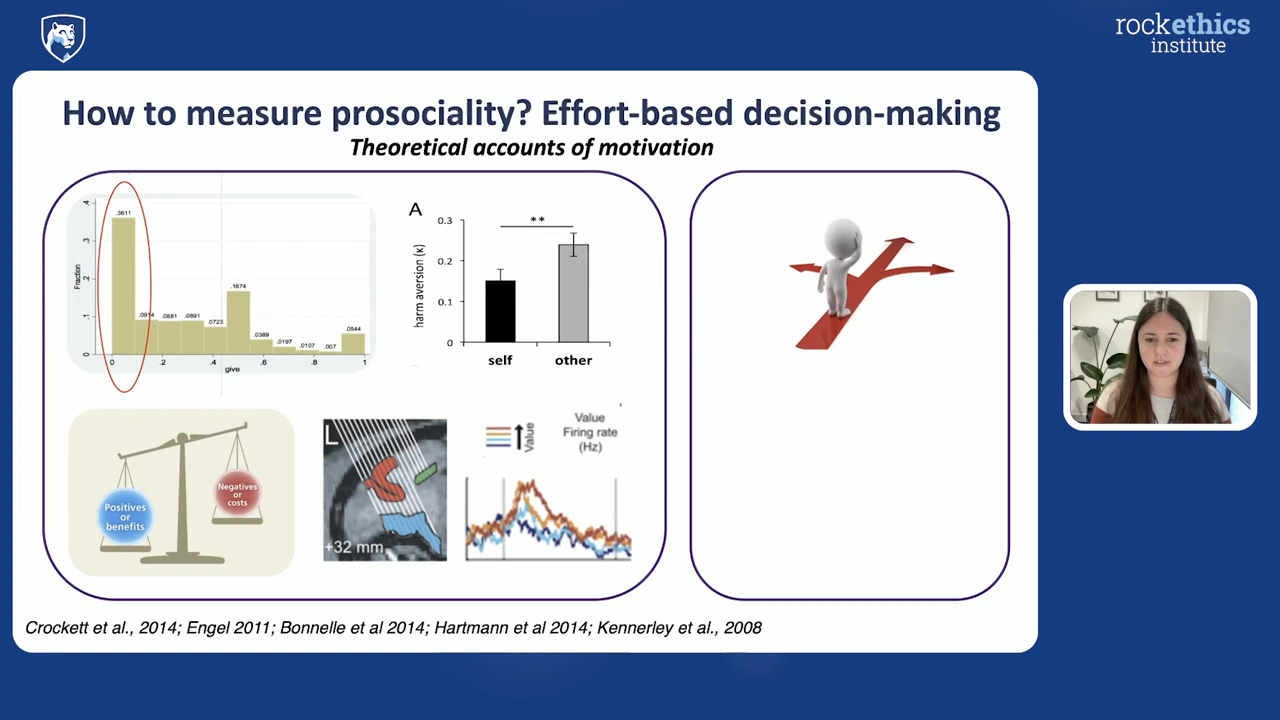 rockethics
institute
How to measure prosociality? Effort-based decision-making
Theoretical accounts of motivation
.4
.3
.2
.1
0
Fraction
.3611
.0914
.0881
.0891
.0723
.1674
.0389
.0197
.0107
.007
.0544
0
.2
.4
.6
.8
1
give
A
**
0.3
0.2
0.1
0
harm aversion (κ)
self
other
Positives
or
benefits
Negatives
or
costs
L
+32 mm
Value
Value
Firing rate
(Hz)
Crockett et al., 2014; Engel 2011; Bonnelle et al 2014; Hartmann et al 2014; Kennerley et al., 2008